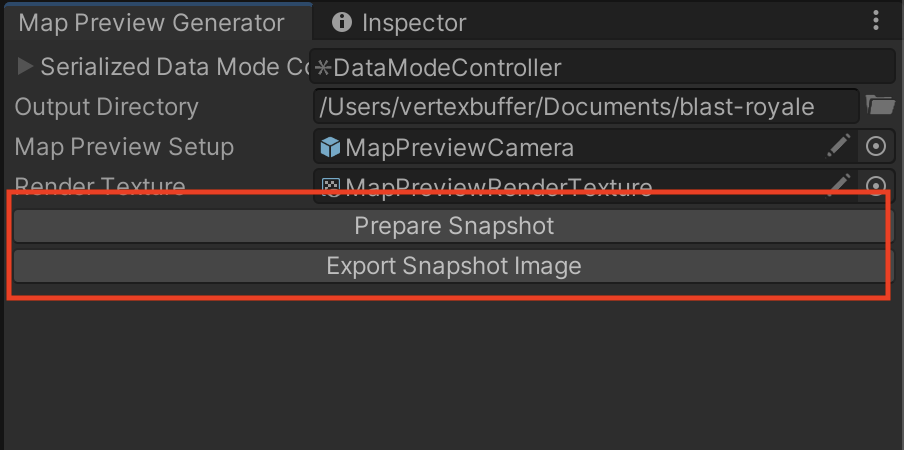 Map Preview Generator
Inspector
Serialized Data Mode Co
DataModeController
Output Directory
/Users/vertexbuffer/Documents/blast-royale
Map Preview Setup
MapPreviewCamera
Render Texture
MapPreviewRenderTexture
Prepare Snapshot
Export Snapshot Image